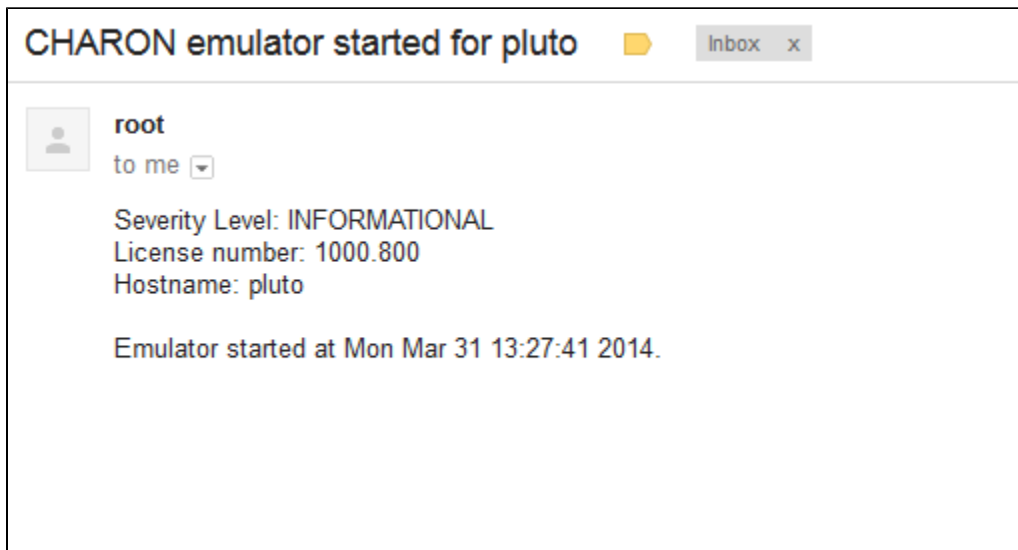 CHARON emulator started for pluto Inbox x
root
to me
Severity Level: INFORMATIONAL
License number: 1000.800
Hostname: pluto
Emulator started at Mon Mar 31 13:27:41 2014.